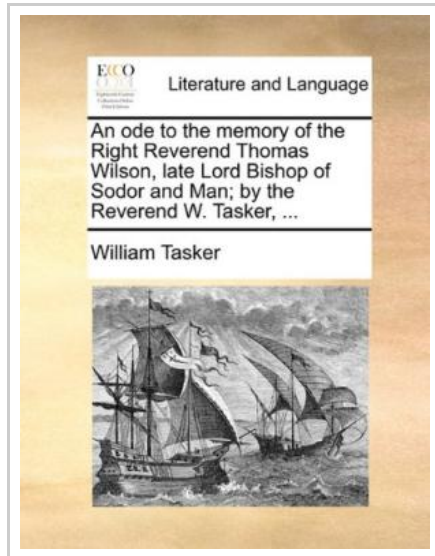 ECCO
Literature and Language
An ode to the memory of the
Right Reverend Thomas
Wilson, late Lord Bishop of
Sodor and Man; by the
Reverend W. Tasker, ...
William Tasker